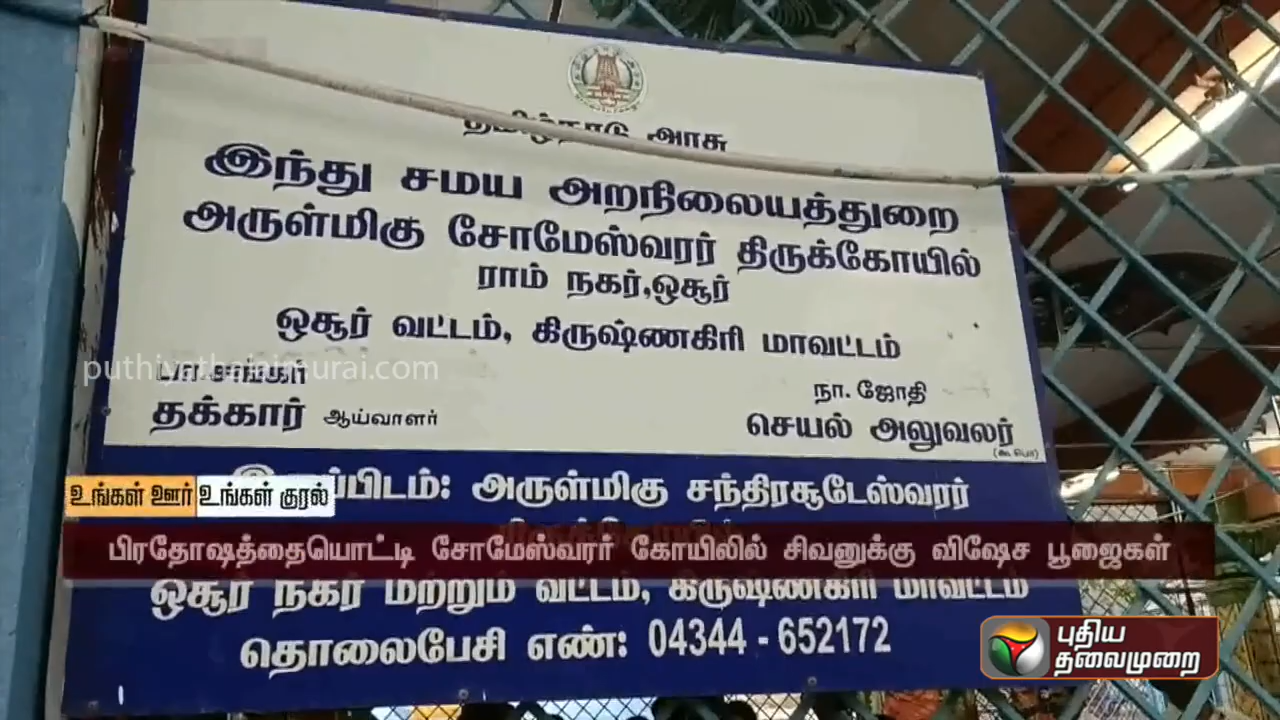 தமிழ்நாடு அரசு
இந்து சமய அறநிலையத்துறை
அருள்மிகு சோமேஸ்வரர் திருக்கோயில்
ராம் நகர்,ஒசூர்
ஒசூர் வட்டம், கிருஷ்ணகிரி மாவட்டம்
puthiyathalaimurai.com
நா. ஜோதி
தக்கார் ஆய்வாளர்
செயல் அலுவலர்
(கூ.பொ)
அருள்மிகு சந்திரசூடேஸ்வரர்
உங்கள் ஊர் உங்கள் குரல்
பிரதோஷத்தையொட்டி சோமேஸ்வரர் கோயிலில் சிவனுக்கு விஷேச பூஜைகள்
ஒசூர் நகர் மற்றும் வட்டம், கிருஷ்ணகிரி மாவட்டம்
தொலைபேசி எண்: 04344 - 652172
புதிய
தலைமுறை